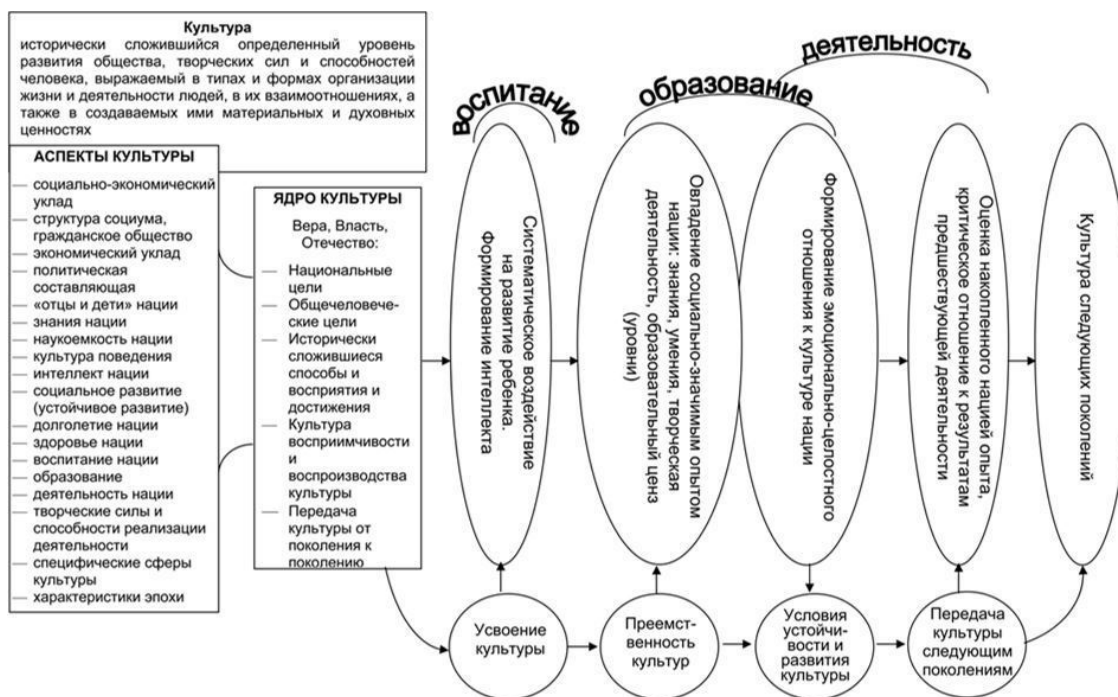 Культура
исторически сложившийся определенный уровень
развития общества, творческих сил и способностей
человека, выражаемый в типах и формах организации
жизни и деятельности людей, в их взаимоотношениях, а
также в создаваемых ими материальных и духовных
ценностях
АСПЕКТЫ КУЛЬТУРЫ
— социально-экономический
уклад
— структура социума,
гражданское общество
— экономический уклад
— политическая
составляющая
— «отцы и дети» нации
— знания нации
— наукоемкость нации
— культура поведения
— интеллект нации
— социальное развитие
(устойчивое развитие)
— долголетие нации
— здоровье нации
— воспитание нации
— образование
— деятельность нации
— творческие силы и
способности реализации
деятельности
— специфические сферы
культуры
— характеристики эпохи
ЯДРО КУЛЬТУРЫ
Вера, Власть,
Отечество:
— Национальные
цели
— Общечеловече-
ские цели
— Исторически
сложившиеся
способы и
восприятия и
достижения
— Культура
восприимчивости
и
воспроизводства
культуры
— Передача
культуры от
поколения к
поколению
воспитание
образование
деятельность
Систематическое воздействие
на развитие ребенка.
Формирование интеллекта
Овладение социально-значимым опытом
нации: знания, умения, творческая
деятельность, образовательный ценз
(уровни)
Формирование эмоционально-целостного
отношения к культуре нации
Оценка накопленного нацией опыта,
критическое отношение к результатам
предшествующей деятельности
Культура следующих поколений
Усвоение
культуры
Преемст-
венность
культур
Условия
устойчи-
вости и
развития
культуры
Передача
культуры
следующим
поколениям